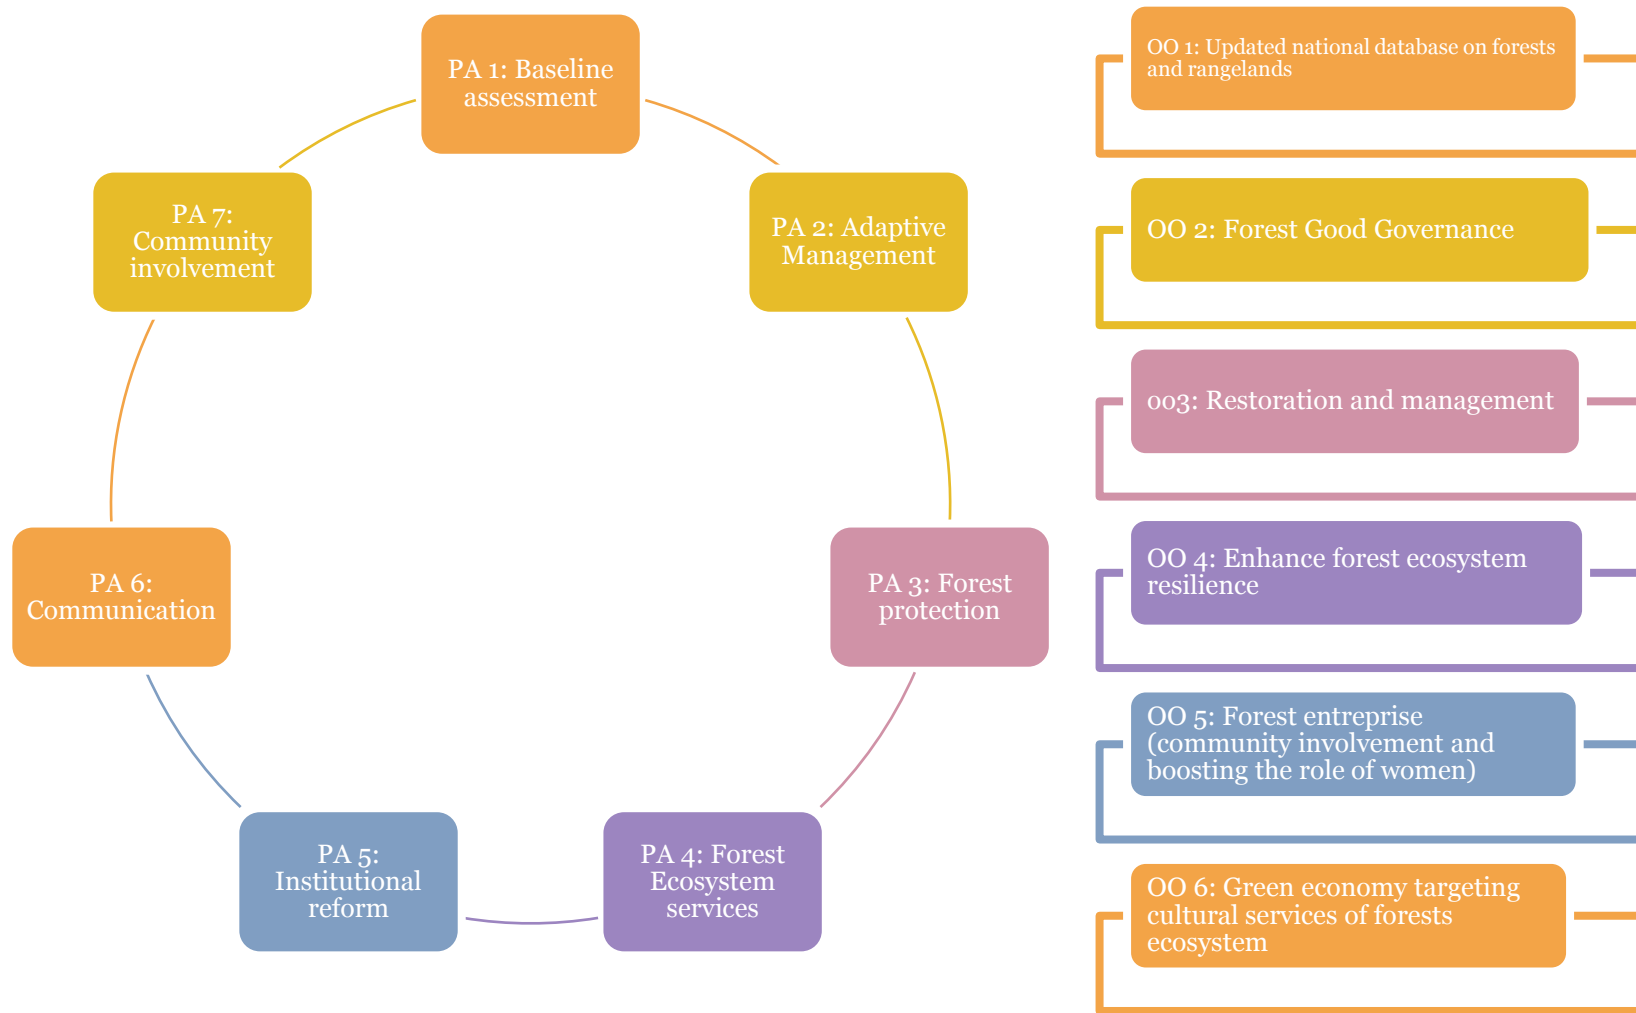 PA 1: Baseline
assessment
PA 2: Adaptive
Management
PA 3: Forest
protection
PA 4: Forest
Ecosystem
services
PA 5:
Institutional
reform
PA 6:
Communication
PA 7:
Community
involvement
OO 1: Updated national database on forests
and rangelands
OO 2: Forest Good Governance
oo3: Restoration and management
OO 4: Enhance forest ecosystem
resilience
OO 5: Forest entreprise
(community involvement and
boosting the role of women)
OO 6: Green economy targeting
cultural services of forests
ecosystem